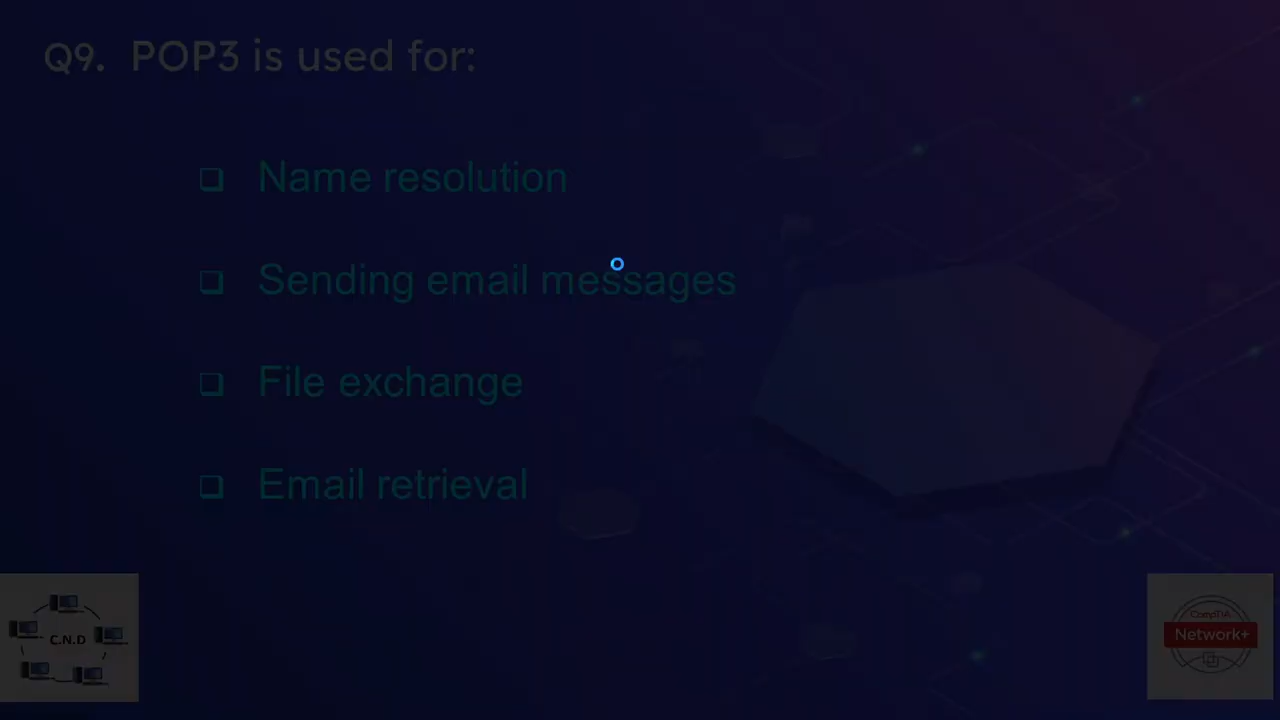 Q9. POP3 is used for:
Name resolution
Sending email messages
File exchange
Email retrieval
C.N.D
CompTIA
Network+